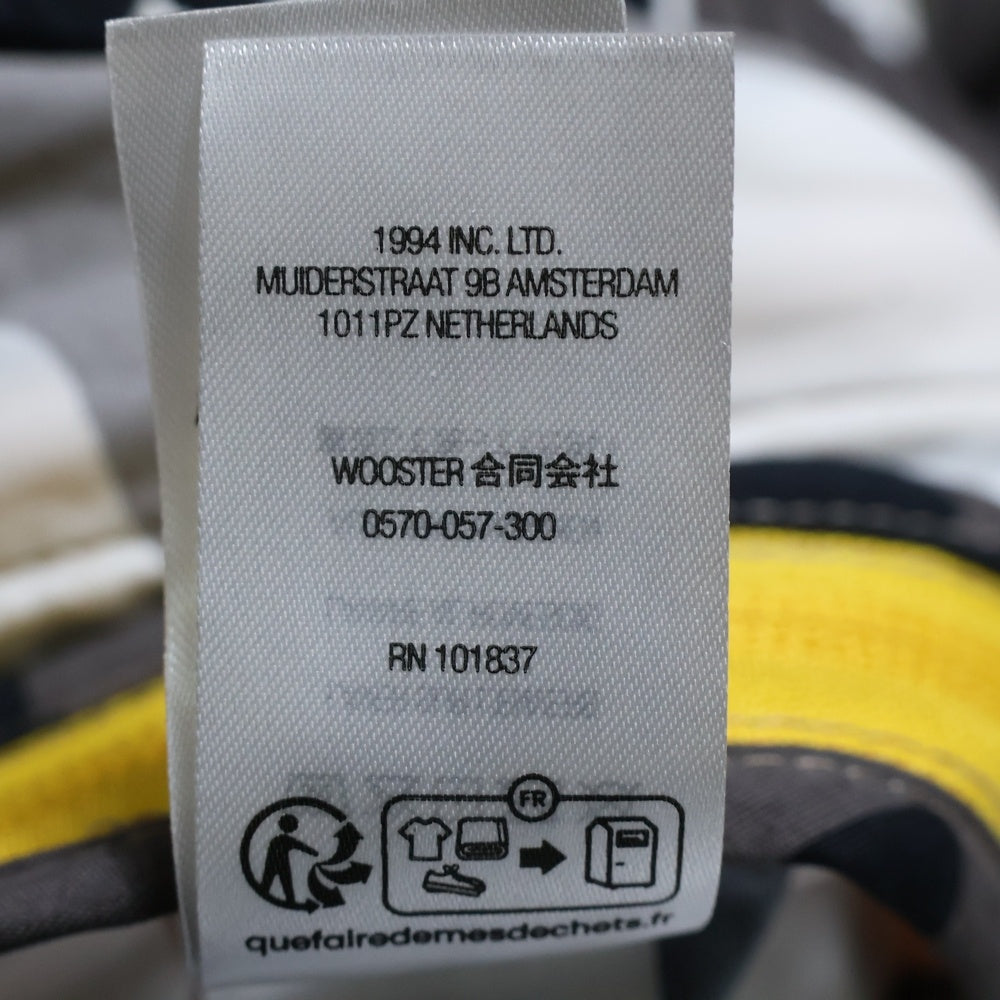 1994 INC. LTD.
MUIDERSTRAAT 9B AMSTERDAM
1011PZ NETHERLANDS
WOOSTER 合同会社
0570-057-300
RN 101837
FR
quefairedemesdechets.fr